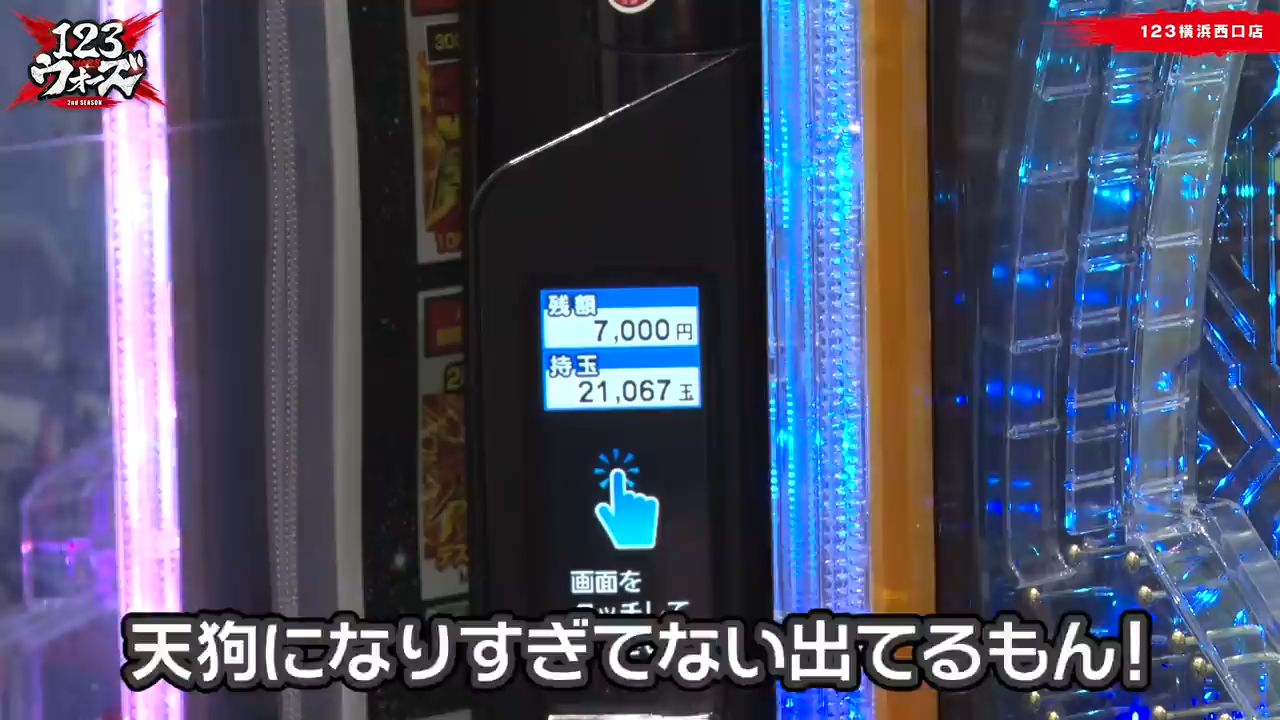 123
ウォーズ
2nd SEASON
123横浜西口店
残額
7,000円
持玉
21,067玉
画面を
天狗になりすぎてない出てるもん!